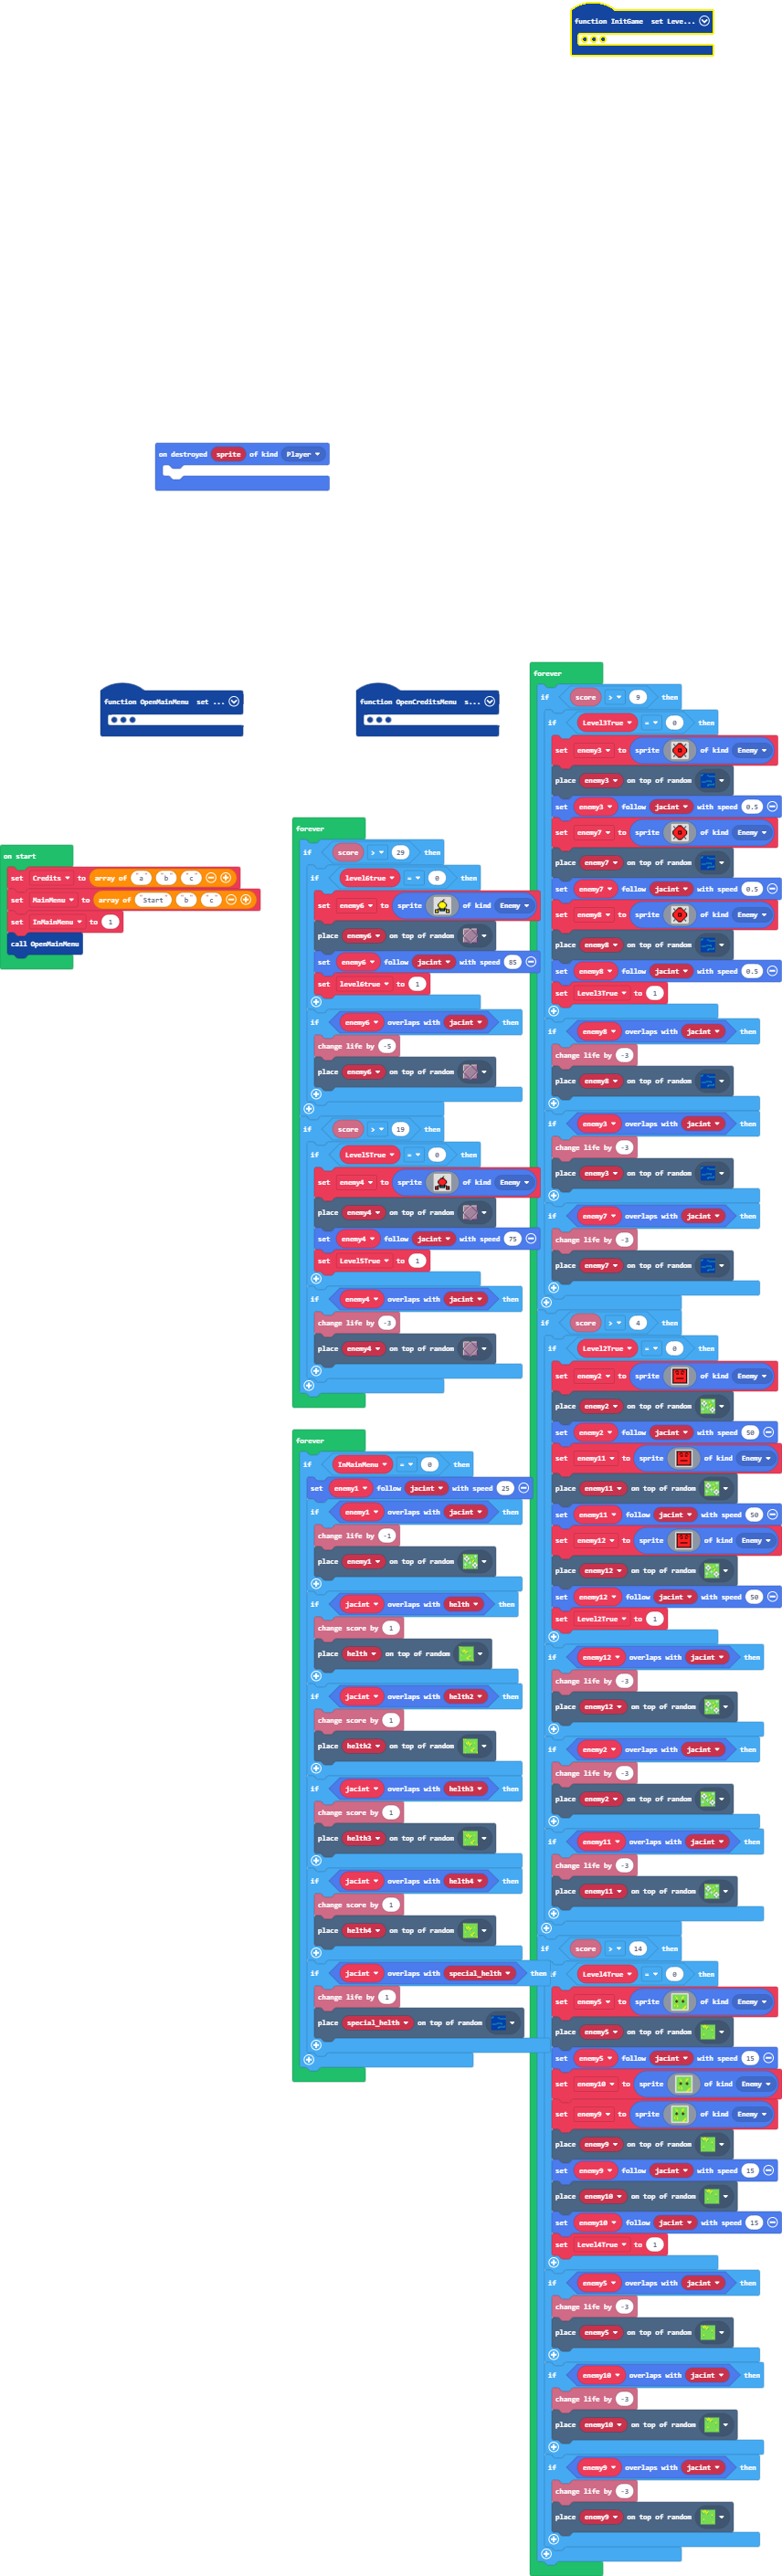 function InitGame set Leve...
on destroyed sprite of kind Player
function OpenMainMenu set ...
function OpenCreditsMenu s...
on start
set Credits to array of "a" "b" "c"
set MainMenu to array of "Start" "b" "c"
set InMainMenu to 1
call OpenMainMenu
forever
if score > 29 then
if level6true = 0 then
set enemy6 to sprite of kind Enemy
place enemy6 on top of random
set enemy6 follow jacint with speed 85
set level6true to 1
if enemy6 overlaps with jacint then
change life by -5
place enemy6 on top of random
if score > 19 then
if Level5True = 0 then
set enemy4 to sprite of kind Enemy
place enemy4 on top of random
set enemy4 follow jacint with speed 75
set Level5True to 1
if enemy4 overlaps with jacint then
change life by -3
place enemy4 on top of random
forever
if InMainMenu = 0 then
set enemy1 follow jacint with speed 25
if enemy1 overlaps with jacint then
change life by -1
place enemy1 on top of random
if jacint overlaps with helth then
change score by 1
place helth on top of random
if jacint overlaps with helth2 then
change score by 1
place helth2 on top of random
if jacint overlaps with helth3 then
change score by 1
place helth3 on top of random
if jacint overlaps with helth4 then
change score by 1
place helth4 on top of random
if jacint overlaps with special_helth then
change life by 1
place special_helth on top of random
forever
if score > 9 then
if Level3True = 0 then
set enemy3 to sprite of kind Enemy
place enemy3 on top of random
set enemy3 follow jacint with speed 0.5
set enemy7 to sprite of kind Enemy
place enemy7 on top of random
set enemy7 follow jacint with speed 0.5
set enemy8 to sprite of kind Enemy
place enemy8 on top of random
set enemy8 follow jacint with speed 0.5
set Level3True to 1
if enemy8 overlaps with jacint then
change life by -3
place enemy8 on top of random
if enemy3 overlaps with jacint then
change life by -3
place enemy3 on top of random
if enemy7 overlaps with jacint then
change life by -3
place enemy7 on top of random
if score > 4 then
if Level2True = 0 then
set enemy2 to sprite of kind Enemy
place enemy2 on top of random
set enemy2 follow jacint with speed 50
set enemy11 to sprite of kind Enemy
place enemy11 on top of random
set enemy11 follow jacint with speed 50
set enemy12 to sprite of kind Enemy
place enemy12 on top of random
set enemy12 follow jacint with speed 50
set Level2True to 1
if enemy12 overlaps with jacint then
change life by -3
place enemy12 on top of random
if enemy2 overlaps with jacint then
change life by -3
place enemy2 on top of random
if enemy11 overlaps with jacint then
change life by -3
place enemy11 on top of random
if score > 14 then
if Level4True = 0 then
set enemy5 to sprite of kind Enemy
place enemy5 on top of random
set enemy5 follow jacint with speed 15
set enemy10 to sprite of kind Enemy
set enemy9 to sprite of kind Enemy
place enemy9 on top of random
set enemy9 follow jacint with speed 15
place enemy10 on top of random
set enemy10 follow jacint with speed 15
set Level4True to 1
if enemy5 overlaps with jacint then
change life by -3
place enemy5 on top of random
if enemy10 overlaps with jacint then
change life by -3
place enemy10 on top of random
if enemy9 overlaps with jacint then
change life by -3
place enemy9 on top of random